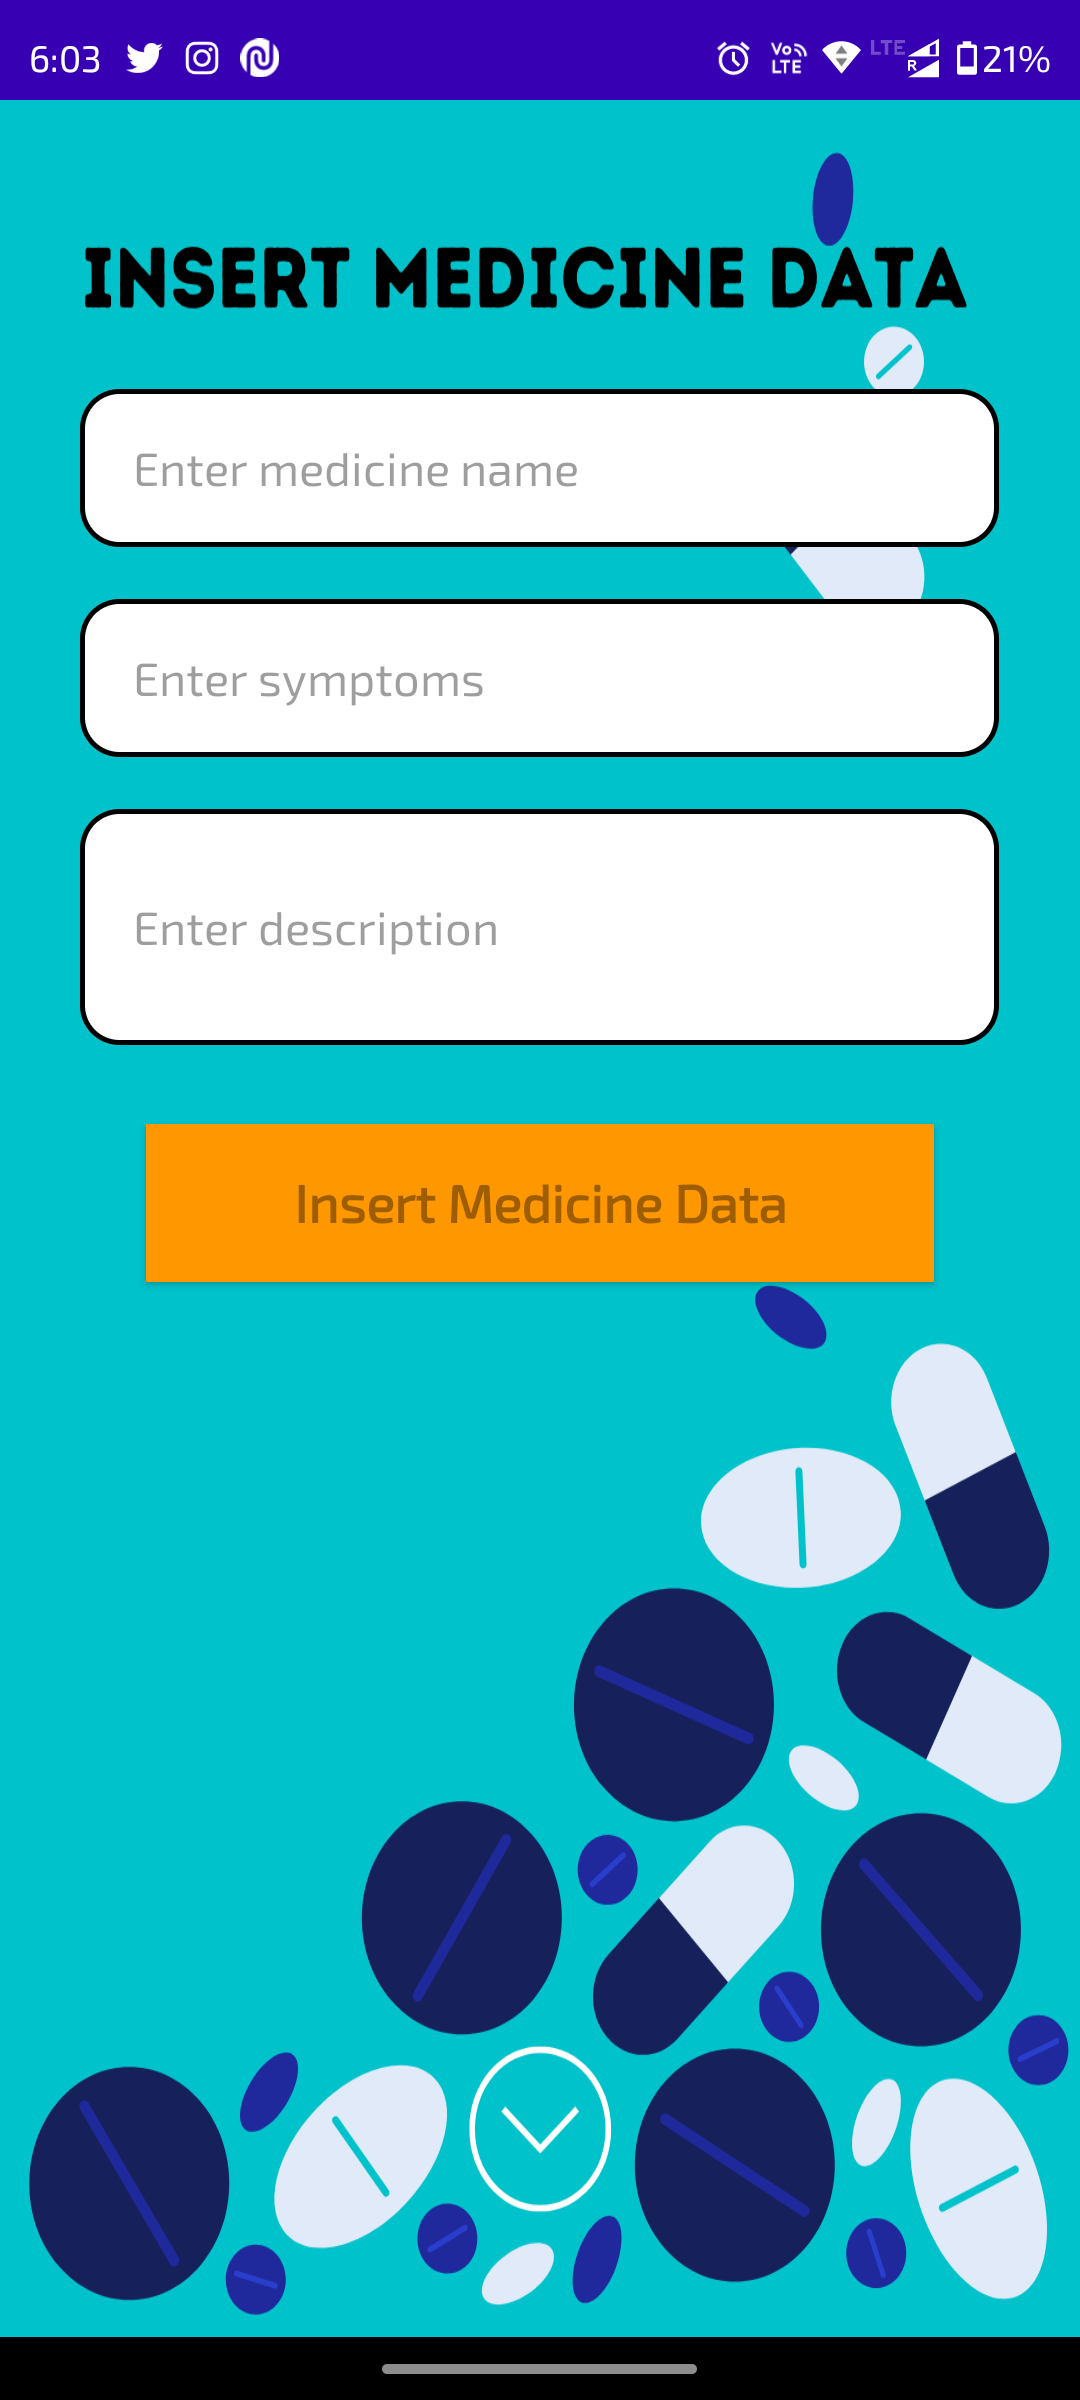 6:03 Vo LTE LTE R 21%
INSERT MEDICINE DATA
Enter medicine name
Enter symptoms
Enter description
Insert Medicine Data